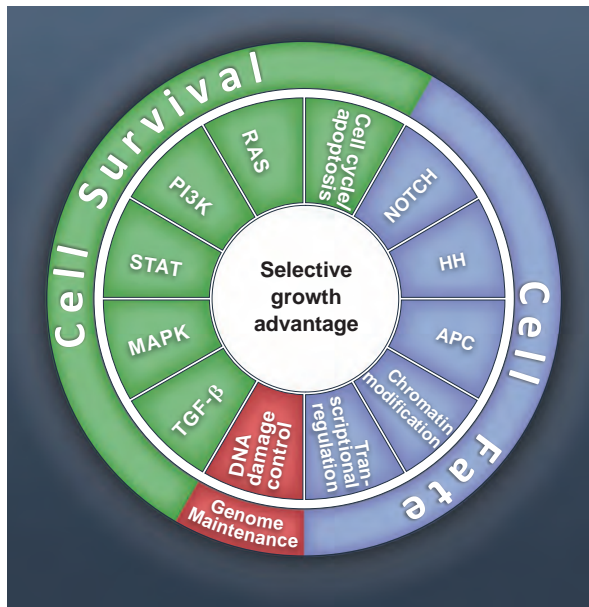 Cell Survival
Cell cycle/
apoptosis
RAS
PI3K
STAT
MAPK
TGF-β
DNA
damage
control
Genome
Maintenance
Cell Fate
NOTCH
HH
APC
Chromatin
modification
Tran-
scriptional
regulation
Selective
growth
advantage